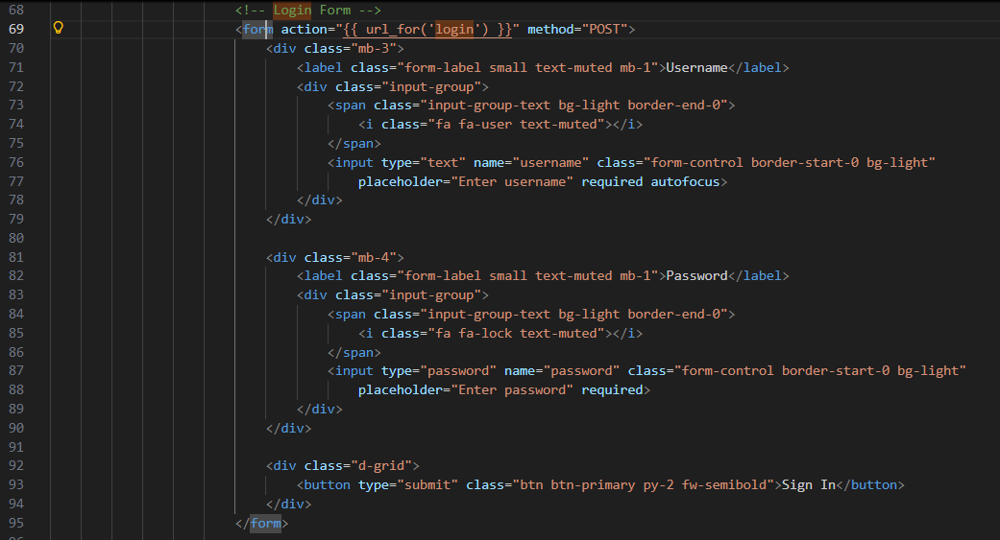 68 <!-- Login Form -->
69 <form action="{{ url_for('login') }}" method="POST">
70 <div class="mb-3">
71 <label class="form-label small text-muted mb-1">Username</label>
72 <div class="input-group">
73 <span class="input-group-text bg-light border-end-0">
74 <i class="fa fa-user text-muted"></i>
75 </span>
76 <input type="text" name="username" class="form-control border-start-0 bg-light"
77 placeholder="Enter username" required autofocus>
78 </div>
79 </div>
80
81 <div class="mb-4">
82 <label class="form-label small text-muted mb-1">Password</label>
83 <div class="input-group">
84 <span class="input-group-text bg-light border-end-0">
85 <i class="fa fa-lock text-muted"></i>
86 </span>
87 <input type="password" name="password" class="form-control border-start-0 bg-light"
88 placeholder="Enter password" required>
89 </div>
90 </div>
91
92 <div class="d-grid">
93 <button type="submit" class="btn btn-primary py-2 fw-semibold">Sign In</button>
94 </div>
95 </form>